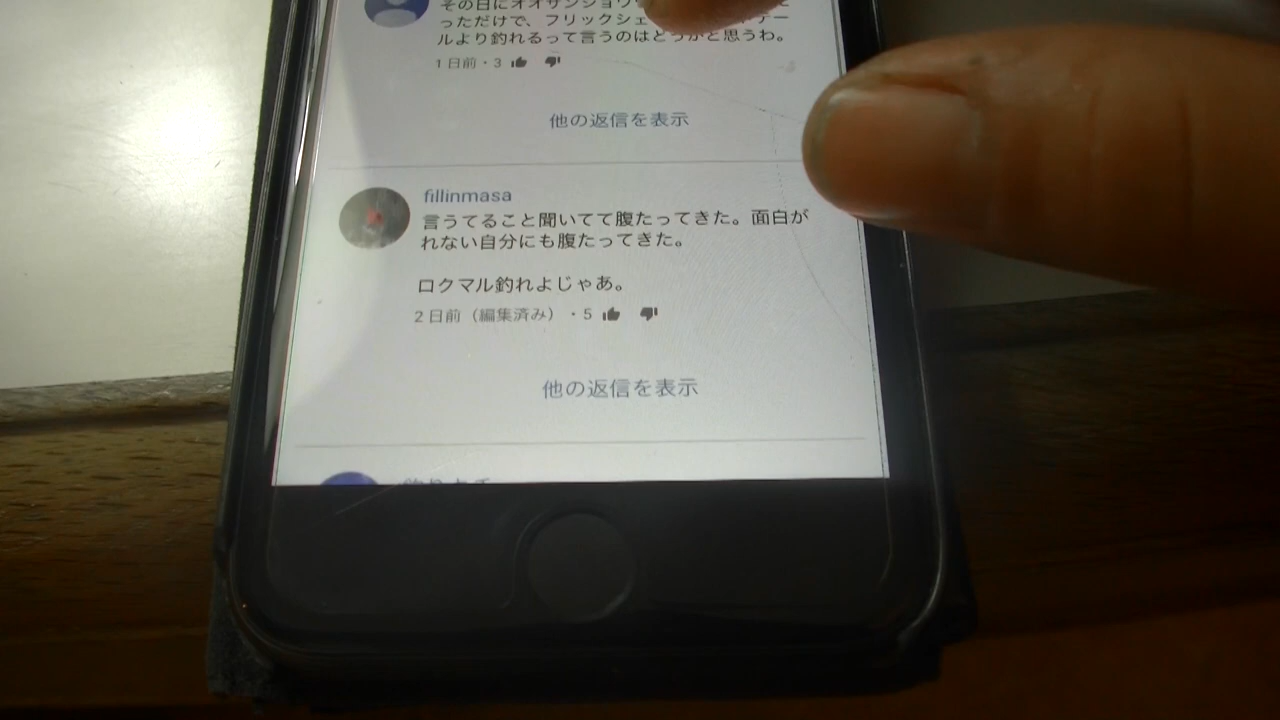 その日にオオサンショウ
っただけで、フリックシェ
ルより釣れるって言うのはどうかと思うわ。
1日前・3
他の返信を表示
fillinmasa
言うてること聞いてて腹たってきた。面白が
れない自分にも腹たってきた。
ロクマル釣れよじゃあ。
2日前（編集済み）・5
他の返信を表示